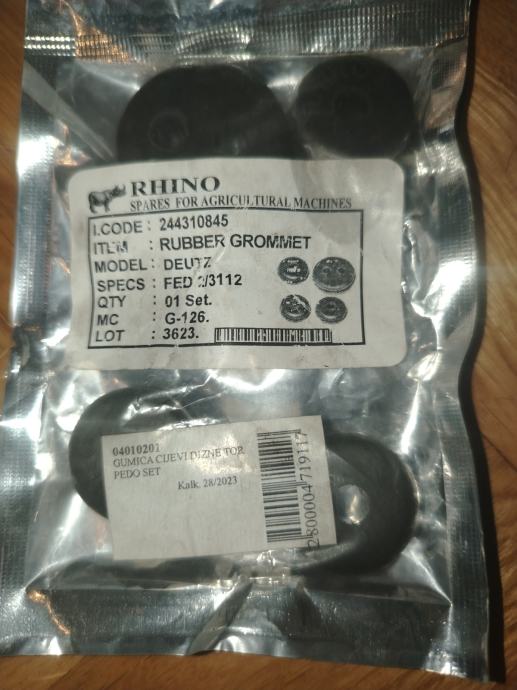 RHINO
SPARES FOR AGRICULTURAL MACHINES
I.CODE : 244310845
ITEM : RUBBER GROMMET
MODEL : DEUTZ
SPECS : FED 2/3112
QTY : 01 Set.
MC : G-126.
LOT : 3623.
04010201
GUMICA CIJEVI DIZNE TOR
PEDO SET
Kalk. 28/2023
2800004719117